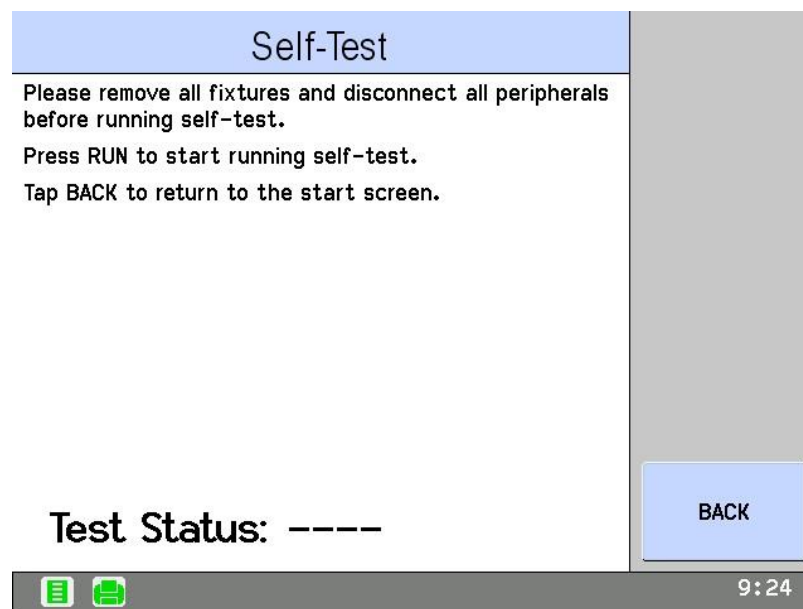 Self-Test
Please remove all fixtures and disconnect all peripherals
before running self-test.
Press RUN to start running self-test.
Tap BACK to return to the start screen.
Test Status: ----
BACK
9:24